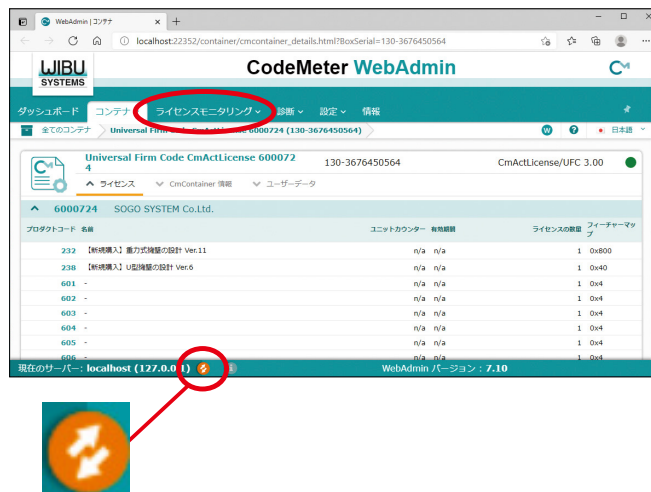 WebAdmin | コンテナ
localhost:22352/container/cmcontainer_details.html?BoxSerial=130-3676450564
WIBU
SYSTEMS
CodeMeter WebAdmin
ダッシュボード コンテナ ライセンスモニタリング 診断 設定 情報
全てのコンテナ Universal Firm Code CmActLicense 6000724 (130-3676450564)
W ? 日本語
Universal Firm Code CmActLicense 600072
4
130-3676450564
CmActLicense/UFC 3.00
ライセンス CmContainer 情報 ユーザーデータ
6000724 SOGO SYSTEM Co.Ltd.
プロダクトコード 名前 ユニットカウンター 有効期間 ライセンスの数量 フィーチャーマップ
232 【新規購入】重力式擁壁の設計 Ver.11 n/a n/a 1 0x800
238 【新規購入】U型擁壁の設計 Ver.6 n/a n/a 1 0x40
601 - n/a n/a 1 0x4
602 - n/a n/a 1 0x4
603 - n/a n/a 1 0x4
604 - n/a n/a 1 0x4
605 - n/a n/a 1 0x4
606 - n/a n/a 1 0x4
現在のサーバー: localhost (127.0.0.1) WebAdmin バージョン : 7.10